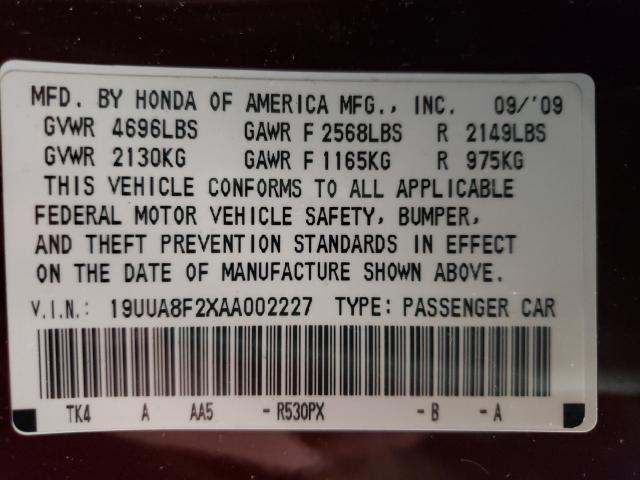 MFD. BY HONDA OF AMERICA MFG., INC. 09/'09
GVWR 4696LBS GAWR F 2568LBS R 2149LBS
GVWR 2130KG GAWR F 1165KG R 975KG
THIS VEHICLE CONFORMS TO ALL APPLICABLE
FEDERAL MOTOR VEHICLE SAFETY, BUMPER,
AND THEFT PREVENTION STANDARDS IN EFFECT
ON THE DATE OF MANUFACTURE SHOWN ABOVE.
V.I.N.: 19UUA8F2XAA002227 TYPE: PASSENGER CAR
TK4 A AA5 - R530PX - B - A